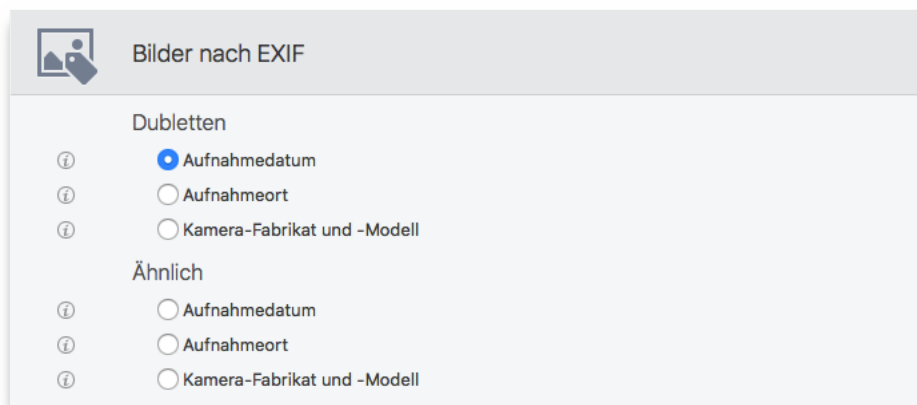 Bilder nach EXIF
Dubletten
Aufnahmedatum
Aufnahmeort
Kamera-Fabrikat und -Modell
Ähnlich
Aufnahmedatum
Aufnahmeort
Kamera-Fabrikat und -Modell